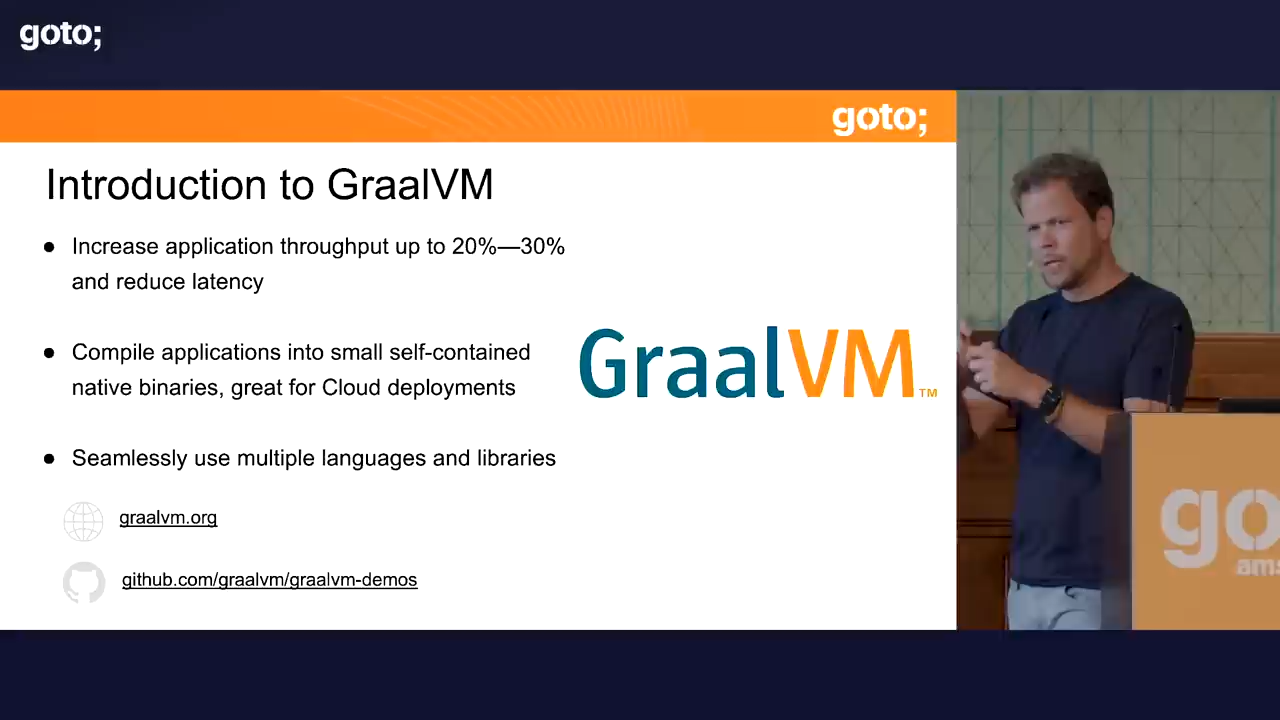 goto;
goto;
Introduction to GraalVM
● Increase application throughput up to 20%—30%
and reduce latency
● Compile applications into small self-contained
native binaries, great for Cloud deployments
GraalVM™
● Seamlessly use multiple languages and libraries
graalvm.org
github.com/graalvm/graalvm-demos
go
ams